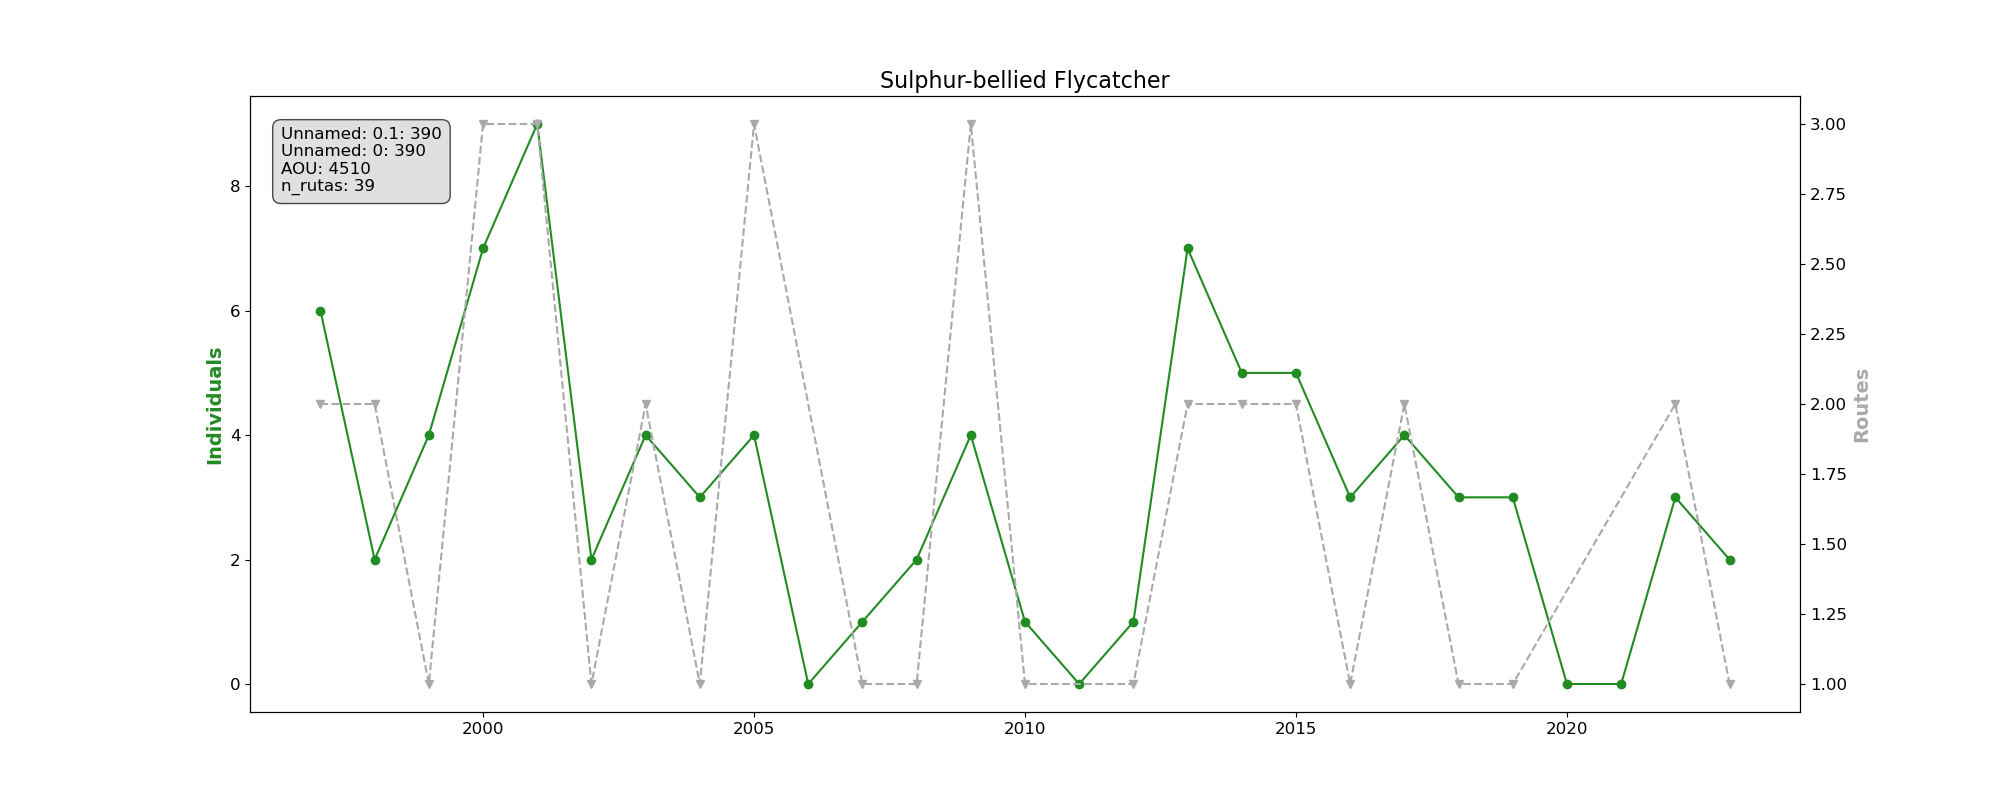 Sulphur-bellied Flycatcher
Unnamed: 0.1: 390
Unnamed: 0: 390
AOU: 4510
n_rutas: 39
Individuals
8
6
4
2
0
3.00
2.75
2.50
2.25
2.00
1.75
1.50
1.25
1.00
Routes
2000 2005 2010 2015 2020